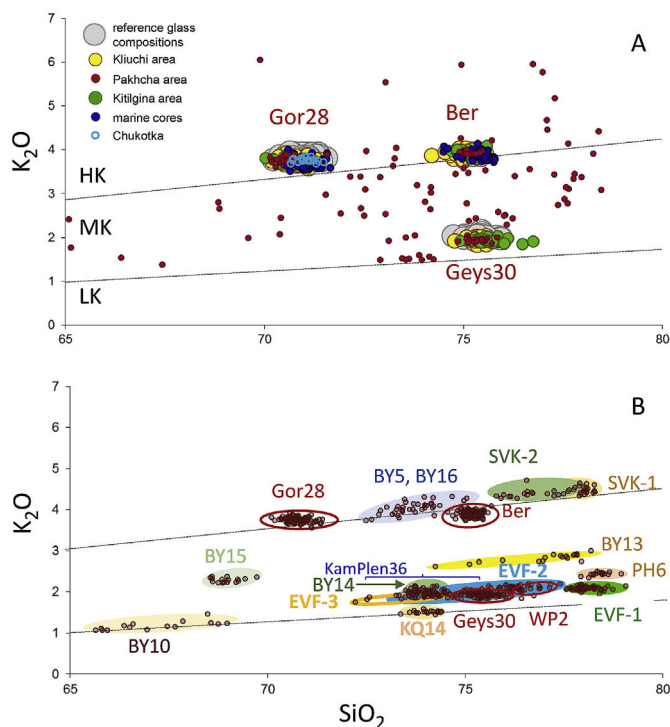 A
K₂O
7
6
5
4
3
2
1
0
reference glass
compositions
Kliuchi area
Pakhcha area
Kitilgina area
marine cores
Chukotka
Gor28
Ber
HK
MK
LK
Geys30
65
70
75
80
B
K₂O
7
6
5
4
3
2
1
0
SVK-2
BY5, BY16
SVK-1
Gor28
Ber
BY15
BY13
KamPlen36
EVF-2
BY14
PH6
EVF-3
KQ14
Geys30
WP2
EVF-1
BY10
65
70
75
80
SiO₂